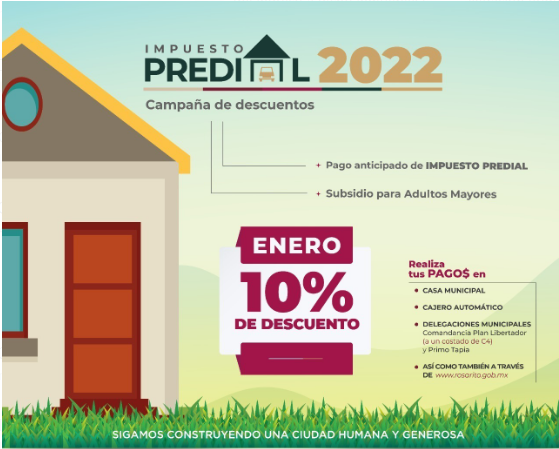 IMPUESTO
PREDIAL 2022
Campaña de descuentos
+ Pago anticipado de IMPUESTO PREDIAL
+ Subsidio para Adultos Mayores
ENERO
10%
DE DESCUENTO
Realiza
tus PAGO$ en
• CASA MUNICIPAL
• CAJERO AUTOMÁTICO
• DELEGACIONES MUNICIPALES
Comandancia Plan Libertador
(a un costado de C4)
y Primo Tapia
• ASÍ COMO TAMBIÉN A TRAVÉS
DE www.rosarito.gob.mx
SIGAMOS CONSTRUYENDO UNA CIUDAD HUMANA Y GENEROSA